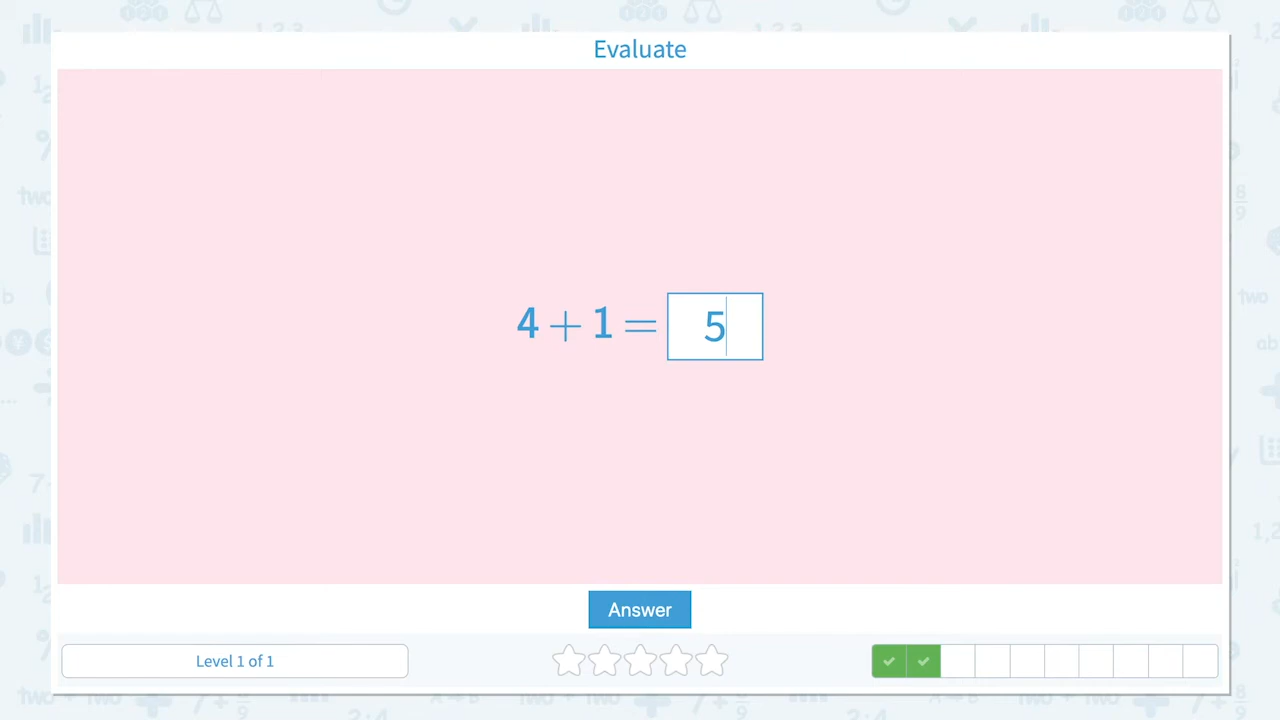 Evaluate
4 + 1 = 5
Answer
Level 1 of 1